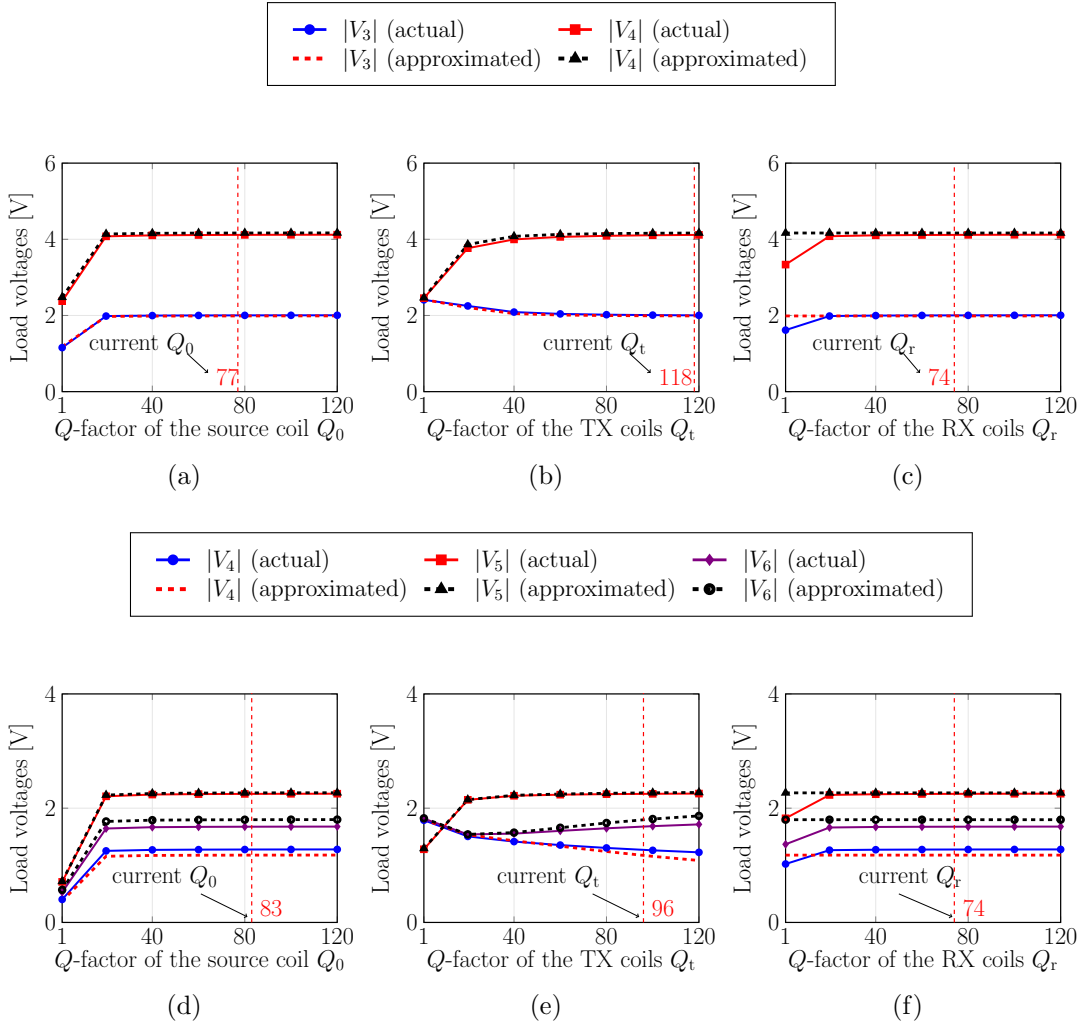 |V₃| (actual) |V₄| (actual)
|V₃| (approximated) |V₄| (approximated)
Load voltages [V]
6
4
2
0
current Q₀
77
1 40 80 120
Q-factor of the source coil Q₀
(a)
Load voltages [V]
6
4
2
0
current Qₜ
118
1 40 80 120
Q-factor of the TX coils Qₜ
(b)
Load voltages [V]
6
4
2
0
current Qᵣ
74
1 40 80 120
Q-factor of the RX coils Qᵣ
(c)
|V₄| (actual) |V₅| (actual) |V₆| (actual)
|V₄| (approximated) |V₅| (approximated) |V₆| (approximated)
Load voltages [V]
4
2
0
current Q₀
83
1 40 80 120
Q-factor of the source coil Q₀
(d)
Load voltages [V]
4
2
0
current Qₜ
96
1 40 80 120
Q-factor of the TX coils Qₜ
(e)
Load voltages [V]
4
2
0
current Qᵣ
74
1 40 80 120
Q-factor of the RX coils Qᵣ
(f)